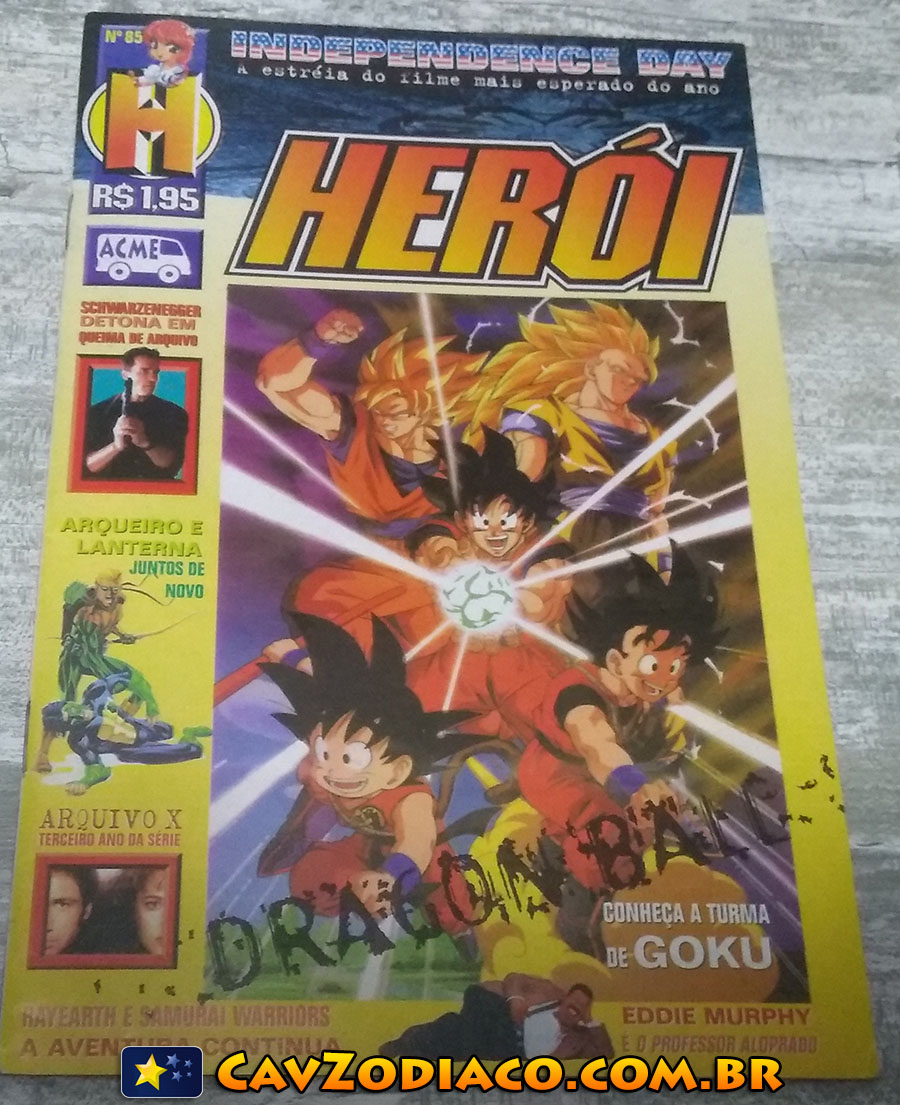 Nº 85
INDEPENDENCE DAY
A estréia do filme mais esperado do ano
H
HERÓI
R$ 1,95
ACME
SCHWARZENEGGER
DETONA EM
QUEIMA DE ARQUIVO
ARQUEIRO E
LANTERNA
JUNTOS DE
NOVO
ARQUIVO X
TERCEIRO ANO DA SÉRIE
DRAGON BALL
CONHEÇA A TURMA
DE GOKU
RAYEARTH E SAMURAI WARRIORS
A AVENTURA CONTINUA
EDDIE MURPHY
E O PROFESSOR ALOPRADO
CAVZODIACO.COM.BR